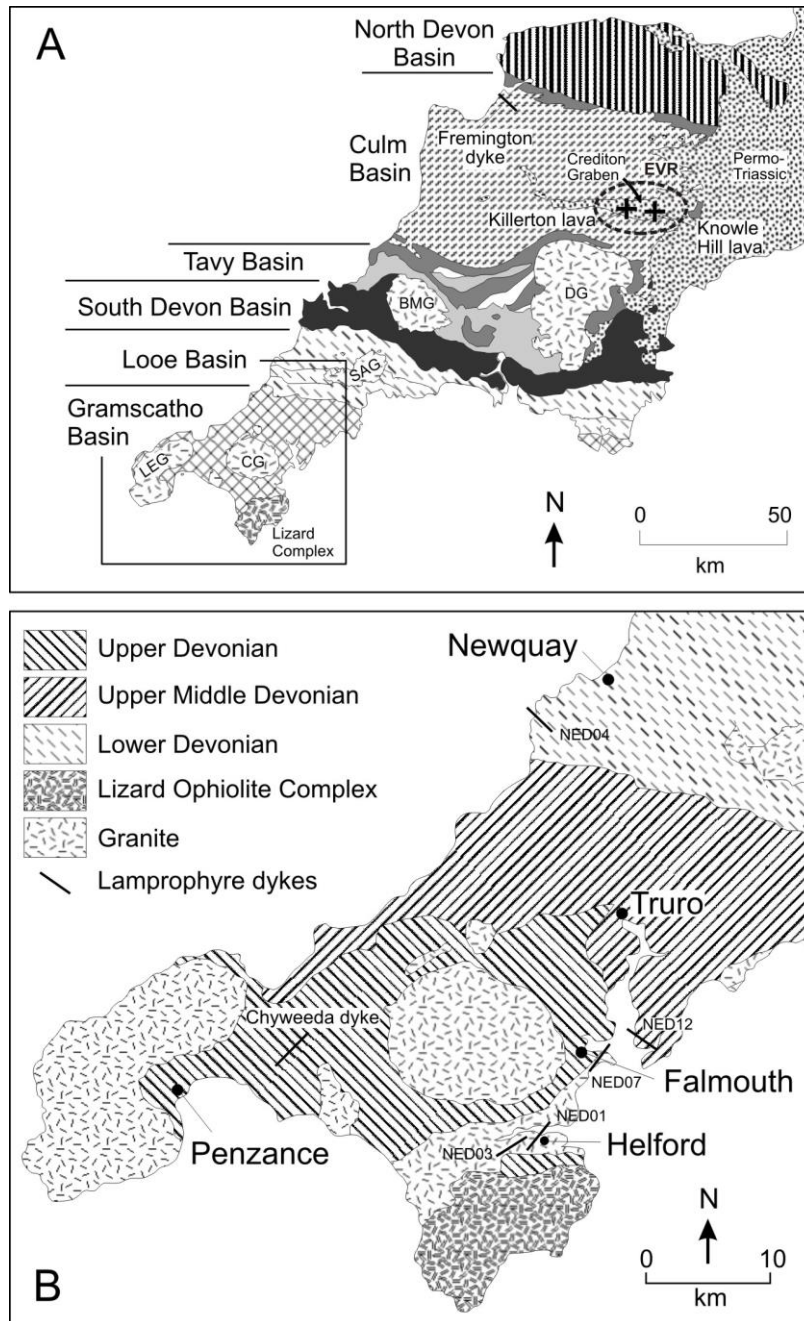 A
North Devon
Basin
Fremington
dyke
Culm
Basin
Crediton
Graben
EVR
Permo-
Triassic
Killerton lava
Knowle
Hill lava
Tavy Basin
South Devon Basin
BMG
DG
Looe Basin
SAG
Gramscatho
Basin
LEG
CG
Lizard
Complex
N
0
50
km
Upper Devonian
Upper Middle Devonian
Lower Devonian
Lizard Ophiolite Complex
Granite
Lamprophyre dykes
Newquay
NED04
Truro
Chyweeda dyke
NED12
Falmouth
NED07
Penzance
NED01
NED03
Helford
N
0
10
km
B